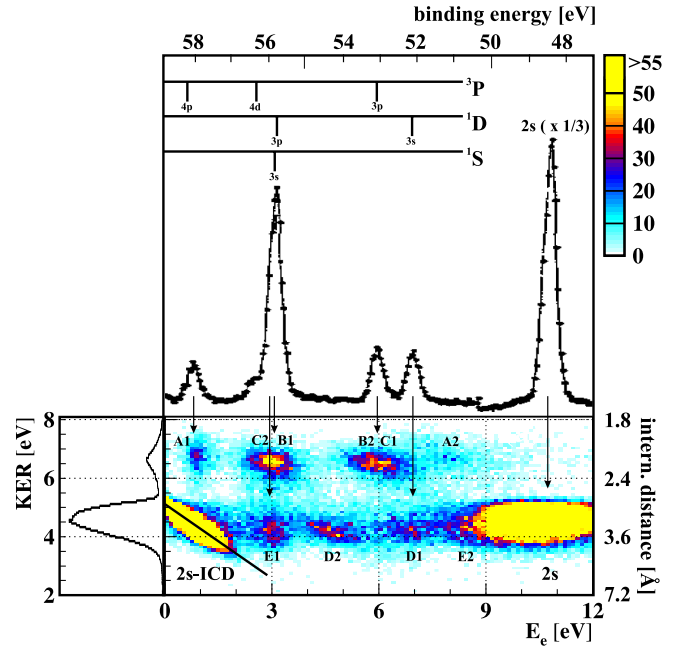 binding energy [eV]
58 56 54 52 50 48
³P
4p 4d 3p
¹D
3p 3s
¹S
3s
2s ( x 1/3)
>55
50
40
30
20
10
0
KER [eV]
8
6
4
2
A1 C2 B1 B2 C1 A2
E1 D2 D1 E2
2s-ICD 2s
1.8
2.4
3.6
7.2
intern. distance [Å]
0 3 6 9 12
Eₑ [eV]